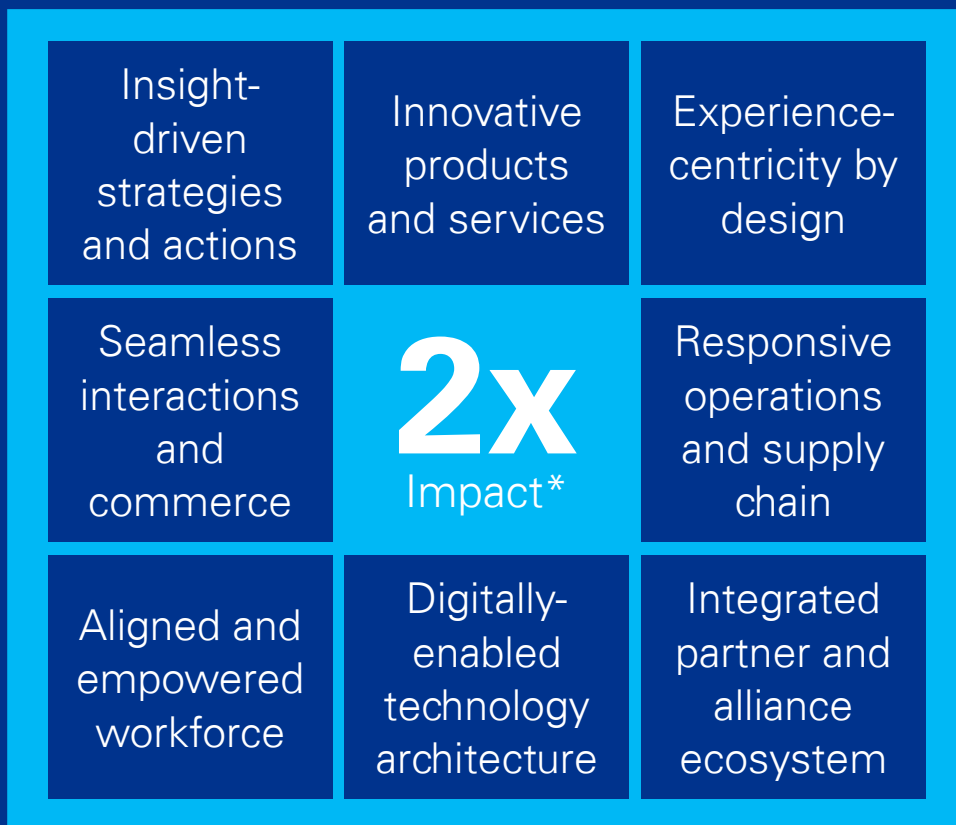 Insight-
driven
strategies
and actions
Innovative
products
and services
Experience-
centricity by
design
Seamless
interactions
and
commerce
2x
Impact*
Responsive
operations
and supply
chain
Aligned and
empowered
workforce
Digitally-
enabled
technology
architecture
Integrated
partner and
alliance
ecosystem